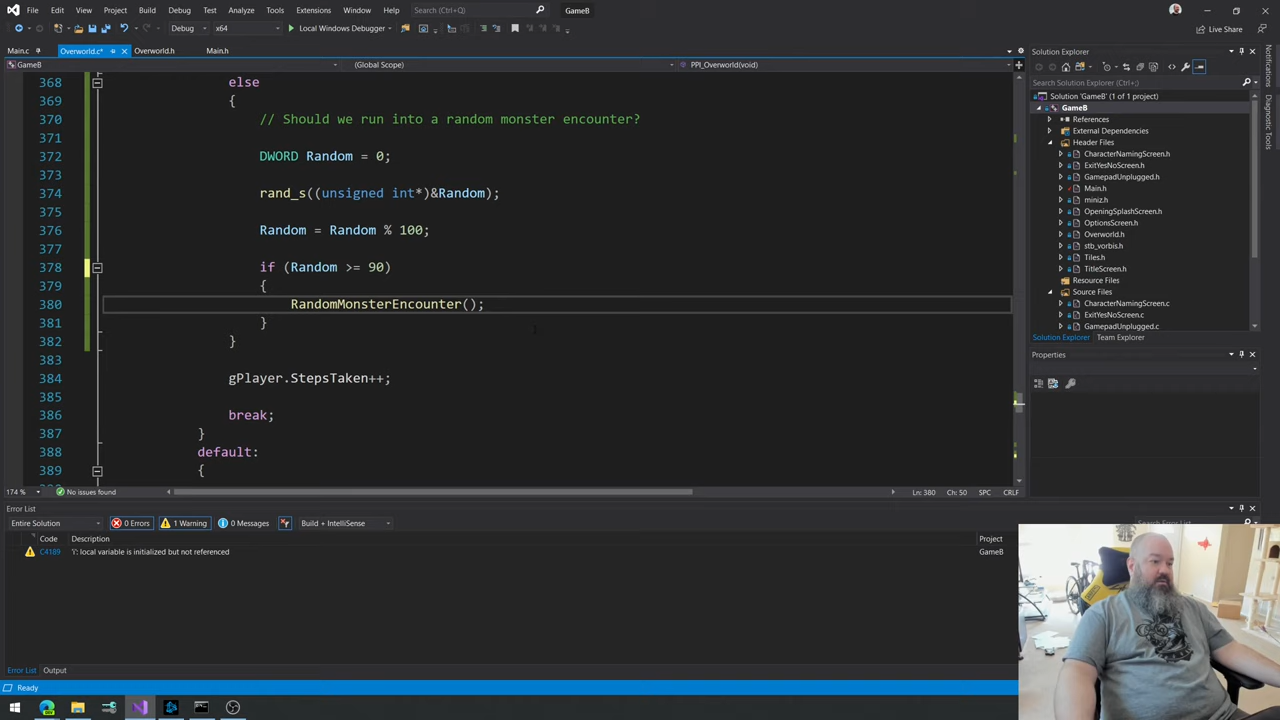 File Edit View Git Project Build Debug Test Analyze Tools Extensions Window Help Search (Ctrl+Q) GameB
Debug x64 Local Windows Debugger Live Share
Main.c Overworld.c* Overworld.h Main.h
GameB (Global Scope) PPI_Overworld(void)
368 else
369 {
370 // Should we run into a random monster encounter?
371
372 DWORD Random = 0;
373
374 rand_s((unsigned int*)&Random);
375
376 Random = Random % 100;
377
378 if (Random >= 90)
379 {
380 RandomMonsterEncounter();
381 }
382 }
383
384 gPlayer.StepsTaken++;
385
386 break;
387 }
388 default:
389 {
174 % No issues found Ln: 380 Ch: 50 SPC CRLF
Error List
Entire Solution 0 Errors 1 Warning 0 Messages Build + IntelliSense
Code Description Project
C4189 'i': local variable is initialized but not referenced GameB
Error List Output
Ready
Solution Explorer
Search Solution Explorer (Ctrl+;)
Solution 'GameB' (1 of 1 project)
GameB
References
External Dependencies
Header Files
CharacterNamingScreen.h
ExitYesNoScreen.h
GamepadUnplugged.h
Main.h
miniz.h
OpeningSplashScreen.h
OptionsScreen.h
Overworld.h
stb_vorbis.h
Tiles.h
TitleScreen.h
Resource Files
Source Files
CharacterNamingScreen.c
ExitYesNoScreen.c
GamepadUnplugged.c
Solution Explorer Team Explorer
Properties
Notifications
Diagnostic Tools